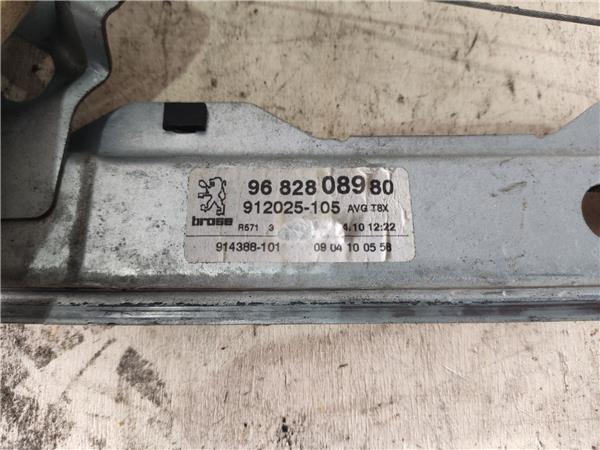 96 828 089 80
brose 912025-105 AVG T8X
R571 3 4.10 12:22
914388-101 09 04 10 05 58